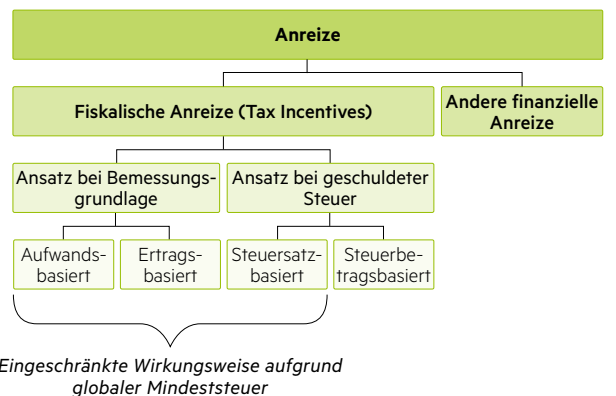 Anreize
Fiskalische Anreize (Tax Incentives)
Andere finanzielle
Anreize
Ansatz bei Bemessungs-
grundlage
Ansatz bei geschuldeter
Steuer
Aufwands-
basiert
Ertrags-
basiert
Steuersatz-
basiert
Steuerbe-
tragsbasiert
Eingeschränkte Wirkungsweise aufgrund
globaler Mindeststeuer